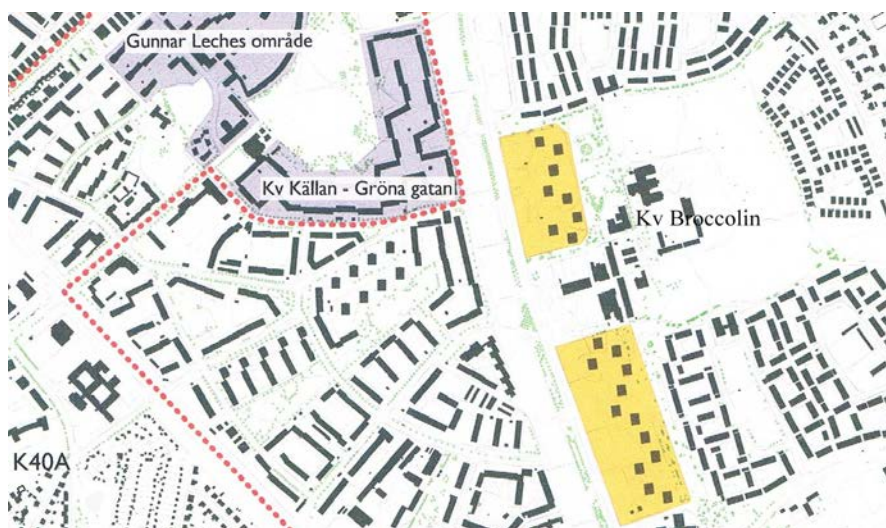 Gunnar Leches område
Kv Källan - Gröna gatan
Kv Broccolin
K40A